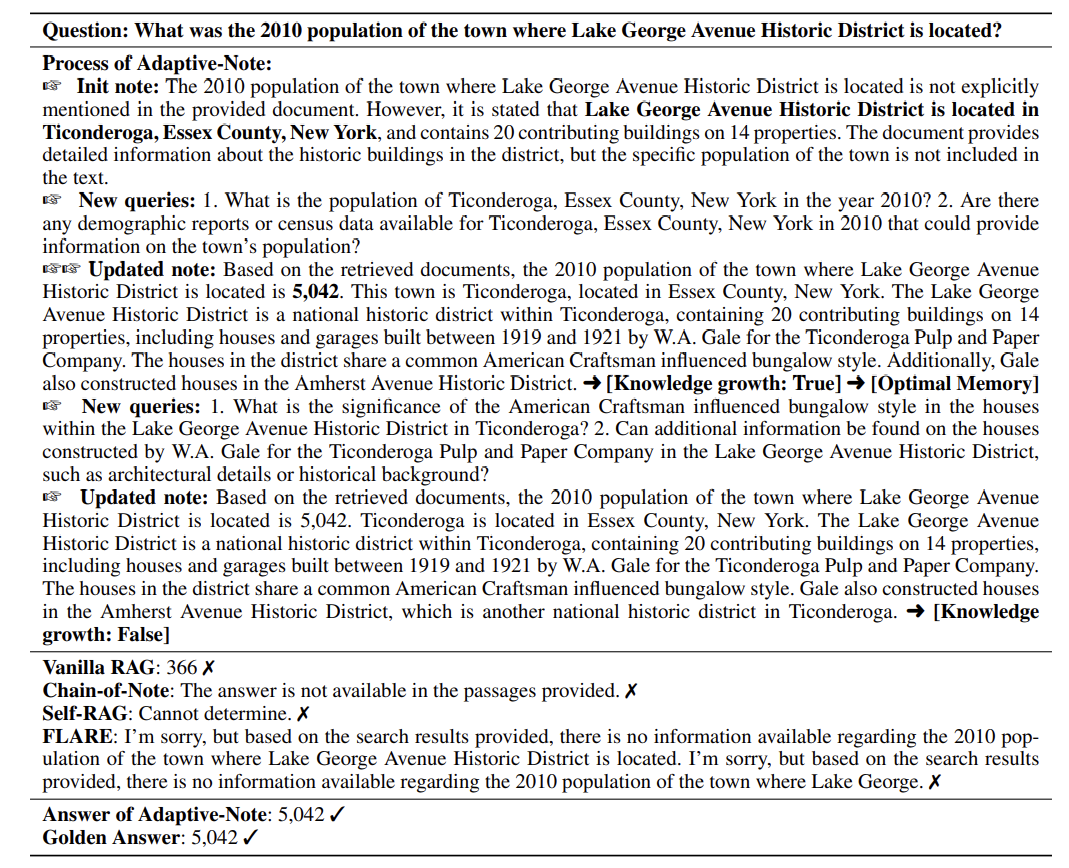 Question: What was the 2010 population of the town where Lake George Avenue Historic District is located?
Process of Adaptive-Note:
☞ Init note: The 2010 population of the town where Lake George Avenue Historic District is located is not explicitly
mentioned in the provided document. However, it is stated that Lake George Avenue Historic District is located in
Ticonderoga, Essex County, New York, and contains 20 contributing buildings on 14 properties. The document provides
detailed information about the historic buildings in the district, but the specific population of the town is not included in
the text.
☞ New queries: 1. What is the population of Ticonderoga, Essex County, New York in the year 2010? 2. Are there
any demographic reports or census data available for Ticonderoga, Essex County, New York in 2010 that could provide
information on the town's population?
☞☞ Updated note: Based on the retrieved documents, the 2010 population of the town where Lake George Avenue
Historic District is located is 5,042. This town is Ticonderoga, located in Essex County, New York. The Lake George
Avenue Historic District is a national historic district within Ticonderoga, containing 20 contributing buildings on 14
properties, including houses and garages built between 1919 and 1921 by W.A. Gale for the Ticonderoga Pulp and Paper
Company. The houses in the district share a common American Craftsman influenced bungalow style. Additionally, Gale
also constructed houses in the Amherst Avenue Historic District. ➜ [Knowledge growth: True] ➜ [Optimal Memory]
☞ New queries: 1. What is the significance of the American Craftsman influenced bungalow style in the houses
within the Lake George Avenue Historic District in Ticonderoga? 2. Can additional information be found on the houses
constructed by W.A. Gale for the Ticonderoga Pulp and Paper Company in the Lake George Avenue Historic District,
such as architectural details or historical background?
☞ Updated note: Based on the retrieved documents, the 2010 population of the town where Lake George Avenue
Historic District is located is 5,042. Ticonderoga is located in Essex County, New York. The Lake George Avenue
Historic District is a national historic district within Ticonderoga, containing 20 contributing buildings on 14 properties,
including houses and garages built between 1919 and 1921 by W.A. Gale for the Ticonderoga Pulp and Paper Company.
The houses in the district share a common American Craftsman influenced bungalow style. Gale also constructed houses
in the Amherst Avenue Historic District, which is another national historic district in Ticonderoga. ➜ [Knowledge
growth: False]
Vanilla RAG: 366 ✗
Chain-of-Note: The answer is not available in the passages provided. ✗
Self-RAG: Cannot determine. ✗
FLARE: I'm sorry, but based on the search results provided, there is no information available regarding the 2010 pop-
ulation of the town where Lake George Avenue Historic District is located. I'm sorry, but based on the search results
provided, there is no information available regarding the 2010 population of the town where Lake George. ✗
Answer of Adaptive-Note: 5,042 ✓
Golden Answer: 5,042 ✓